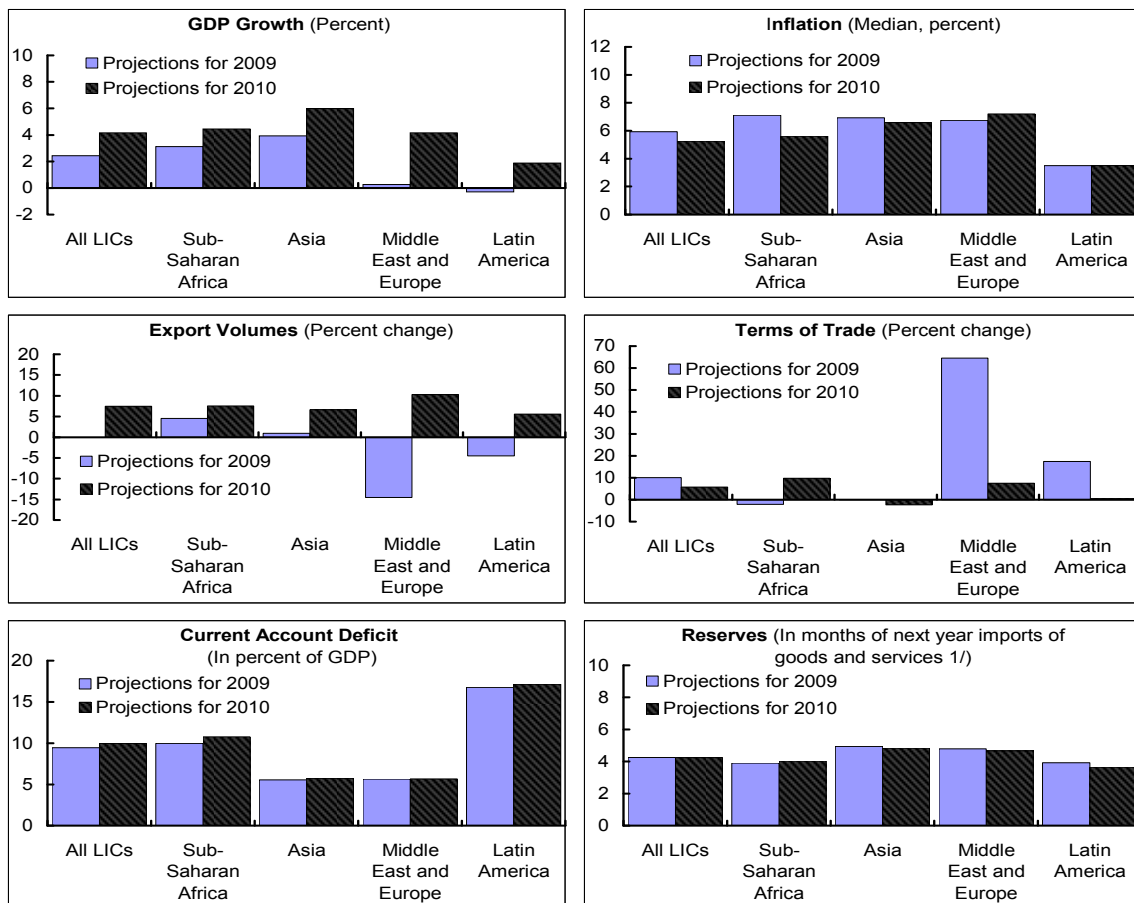 GDP Growth (Percent)
10
8
6
4
2
0
-2
Projections for 2009
Projections for 2010
All LICs
Sub-
Saharan
Africa
Asia
Middle
East and
Europe
Latin
America
Inflation (Median, percent)
12
10
8
6
4
2
0
Projections for 2009
Projections for 2010
All LICs
Sub-
Saharan
Africa
Asia
Middle
East and
Europe
Latin
America
Export Volumes (Percent change)
20
15
10
5
0
-5
-10
-15
-20
Projections for 2009
Projections for 2010
All LICs
Sub-
Saharan
Africa
Asia
Middle
East and
Europe
Latin
America
Terms of Trade (Percent change)
70
60
50
40
30
20
10
0
-10
Projections for 2009
Projections for 2010
All LICs
Sub-
Saharan
Africa
Asia
Middle
East and
Europe
Latin
America
Current Account Deficit
(In percent of GDP)
20
15
10
5
0
Projections for 2009
Projections for 2010
All LICs
Sub-
Saharan
Africa
Asia
Middle
East and
Europe
Latin
America
Reserves (In months of next year imports of
goods and services 1/)
10
8
6
4
2
0
Projections for 2009
Projections for 2010
All LICs
Sub-
Saharan
Africa
Asia
Middle
East and
Europe
Latin
America